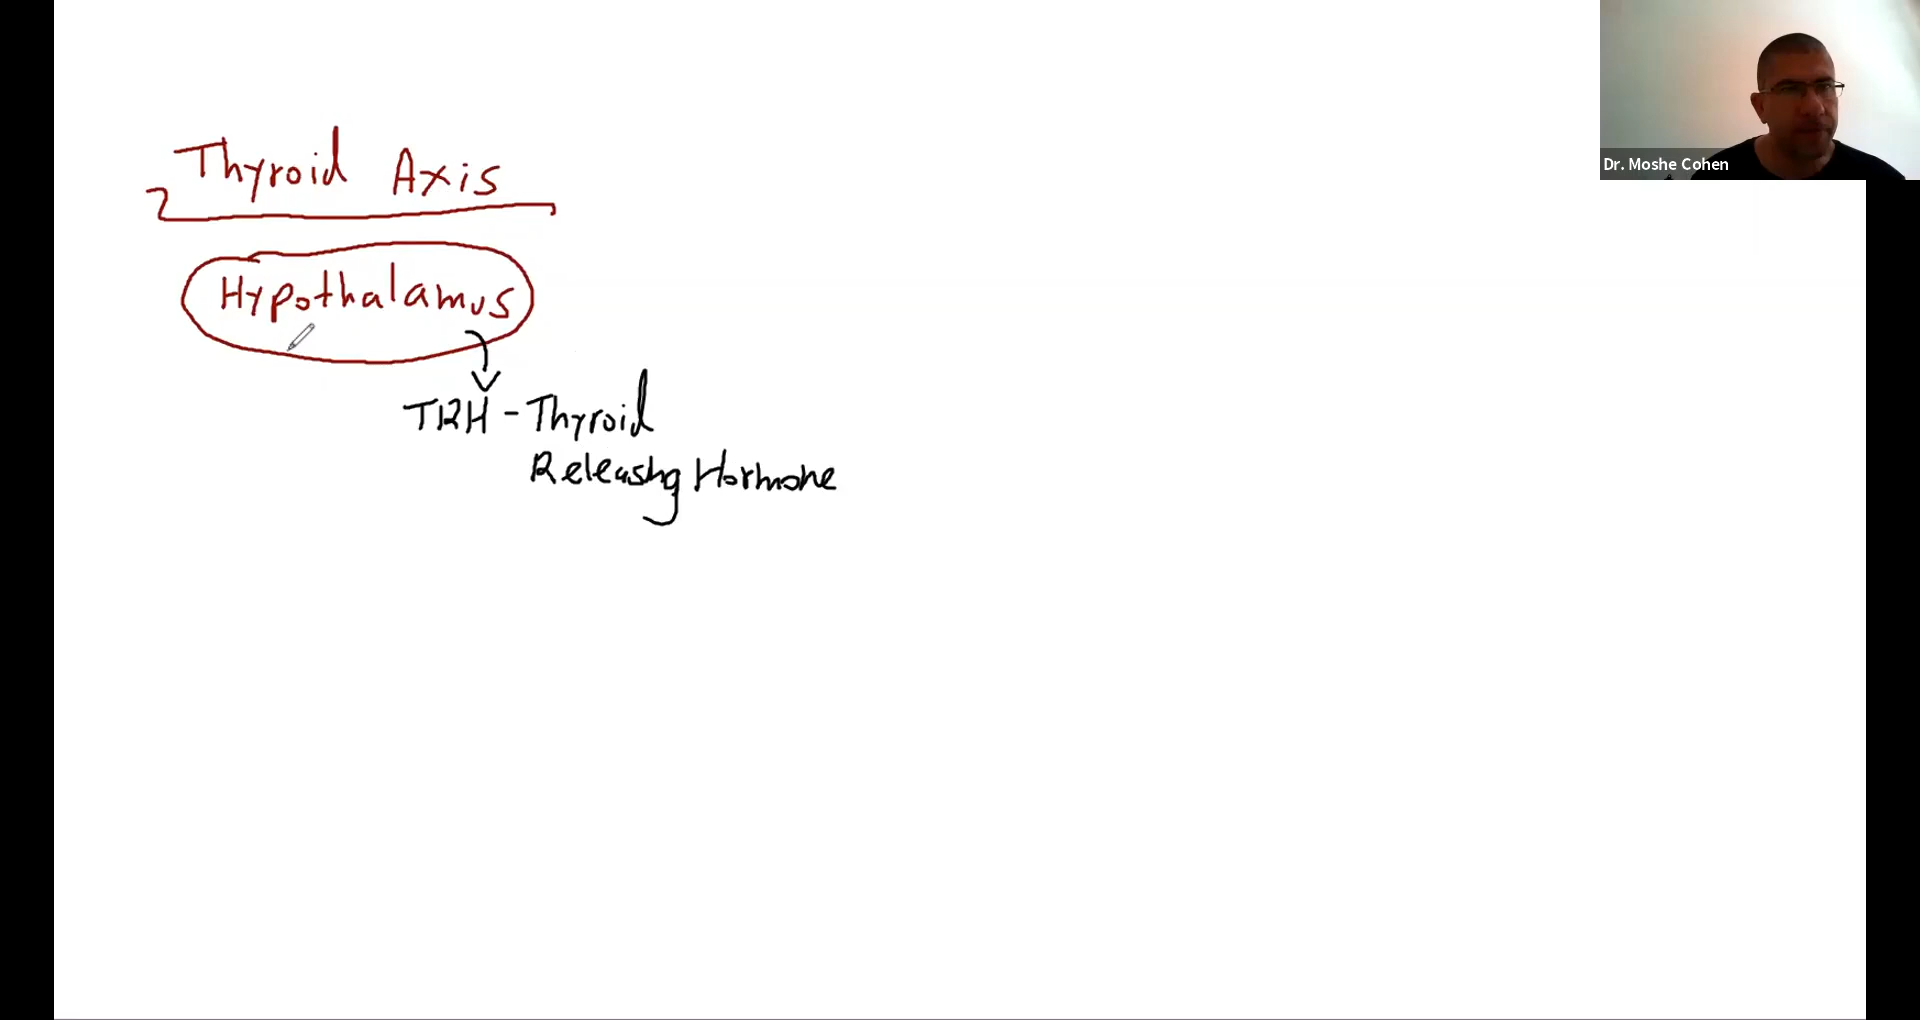 Thyroid Axis
Hypothalamus
TRH - Thyroid
Releasing Hormone
Dr. Moshe Cohen